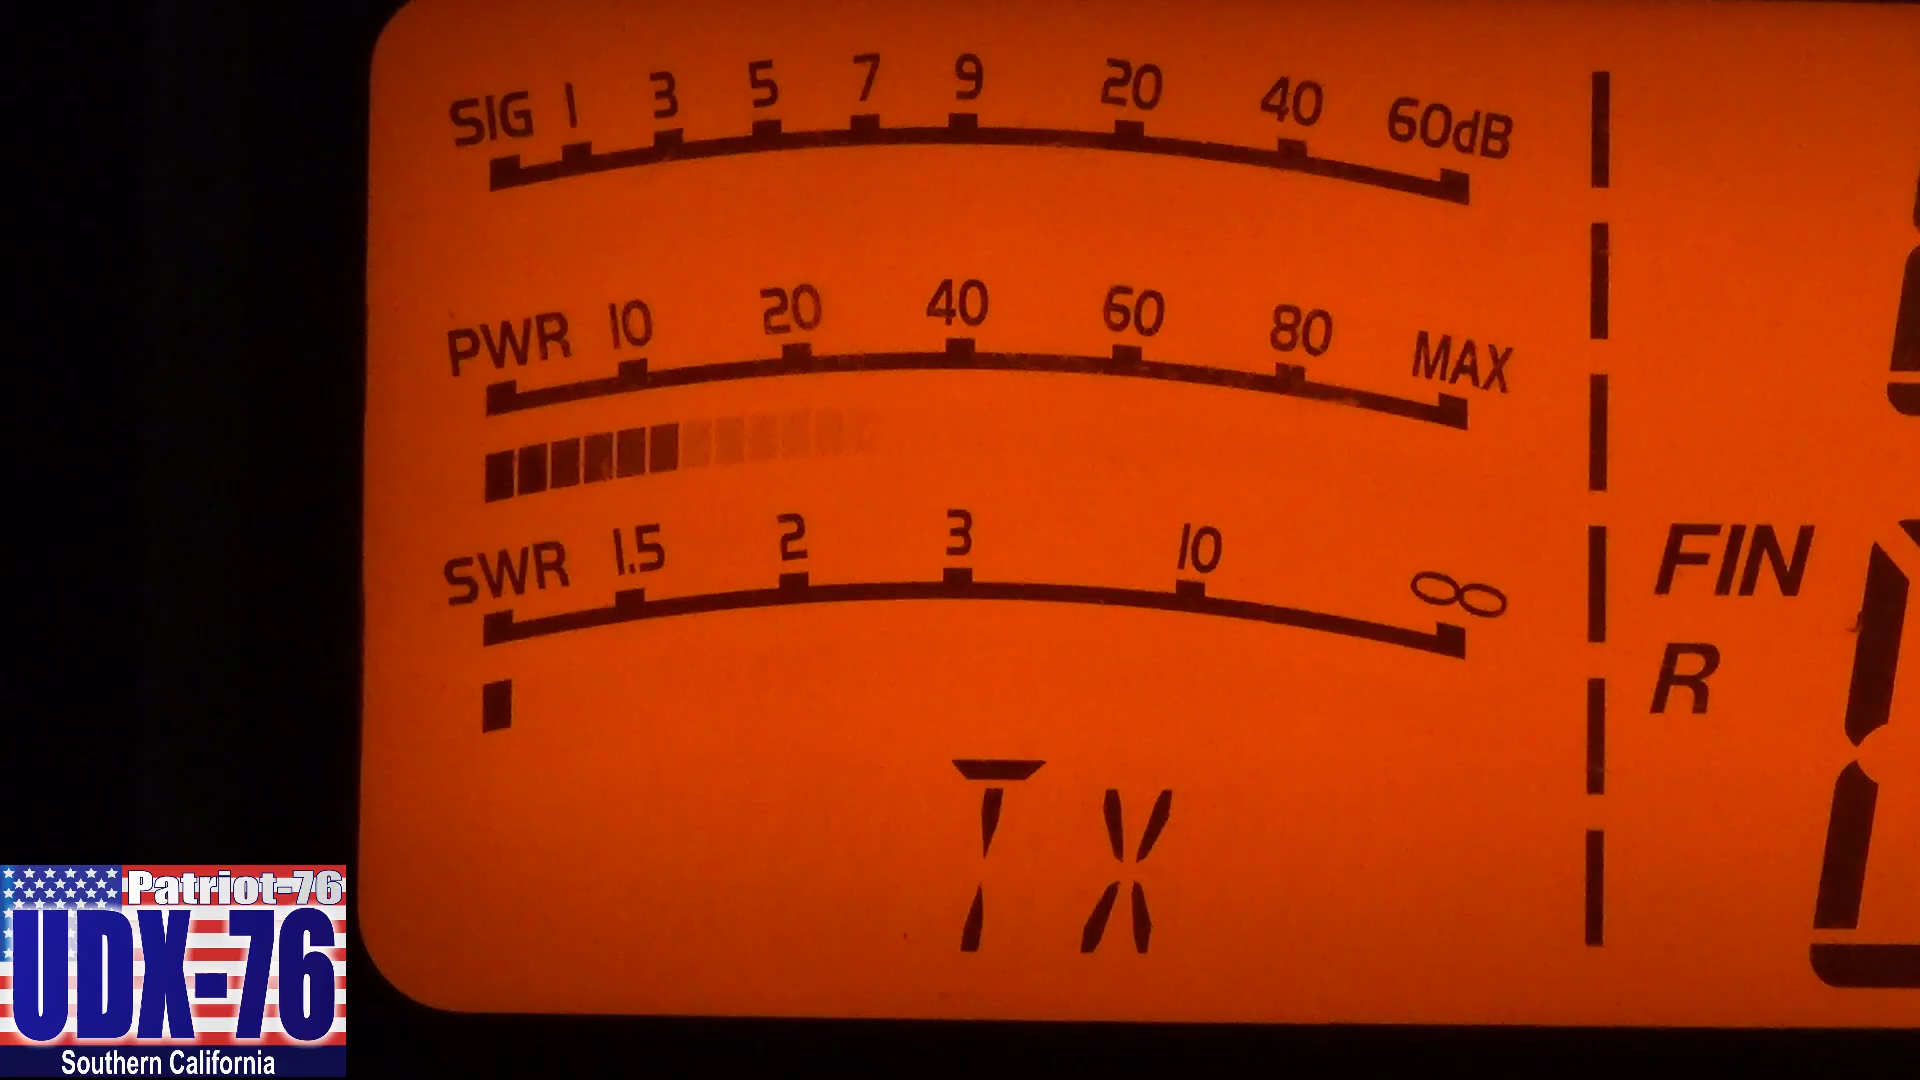 SIG 1 3 5 7 9 20 40 60dB
PWR 10 20 40 60 80 MAX
SWR 1.5 2 3 10 ∞
FIN
R
TX
Patriot-76
UDX-76
Southern California